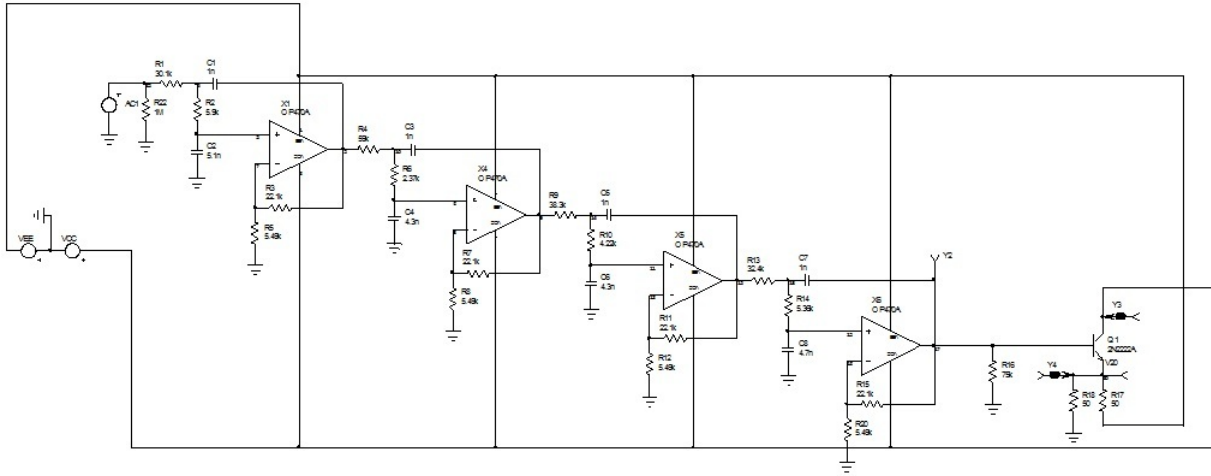 R1
30.1k
C1
1n
AC1
R22
1M
R2
5.9k
C2
5.1n
X1
OP470A
R3
22.1k
R5
5.49k
R4
59k
C3
1n
R6
2.37k
C4
4.3n
X4
OP470A
R7
22.1k
R8
5.49k
R9
38.3k
C5
1n
R10
4.22k
C6
4.3n
X5
OP470A
R11
22.1k
R12
5.49k
R13
32.4k
C7
1n
R14
5.36k
C8
4.7n
X6
OP470A
R15
22.1k
R20
5.49k
Y2
R16
75k
Y3
Q1
2N2222A
V20
Y4
R18
50
R17
50
VEE
VCC